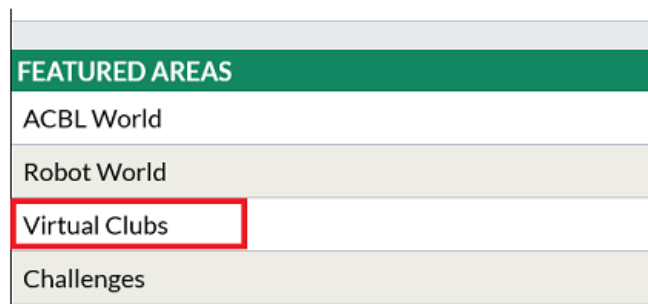 FEATURED AREAS
ACBL World
Robot World
Virtual Clubs
Challenges